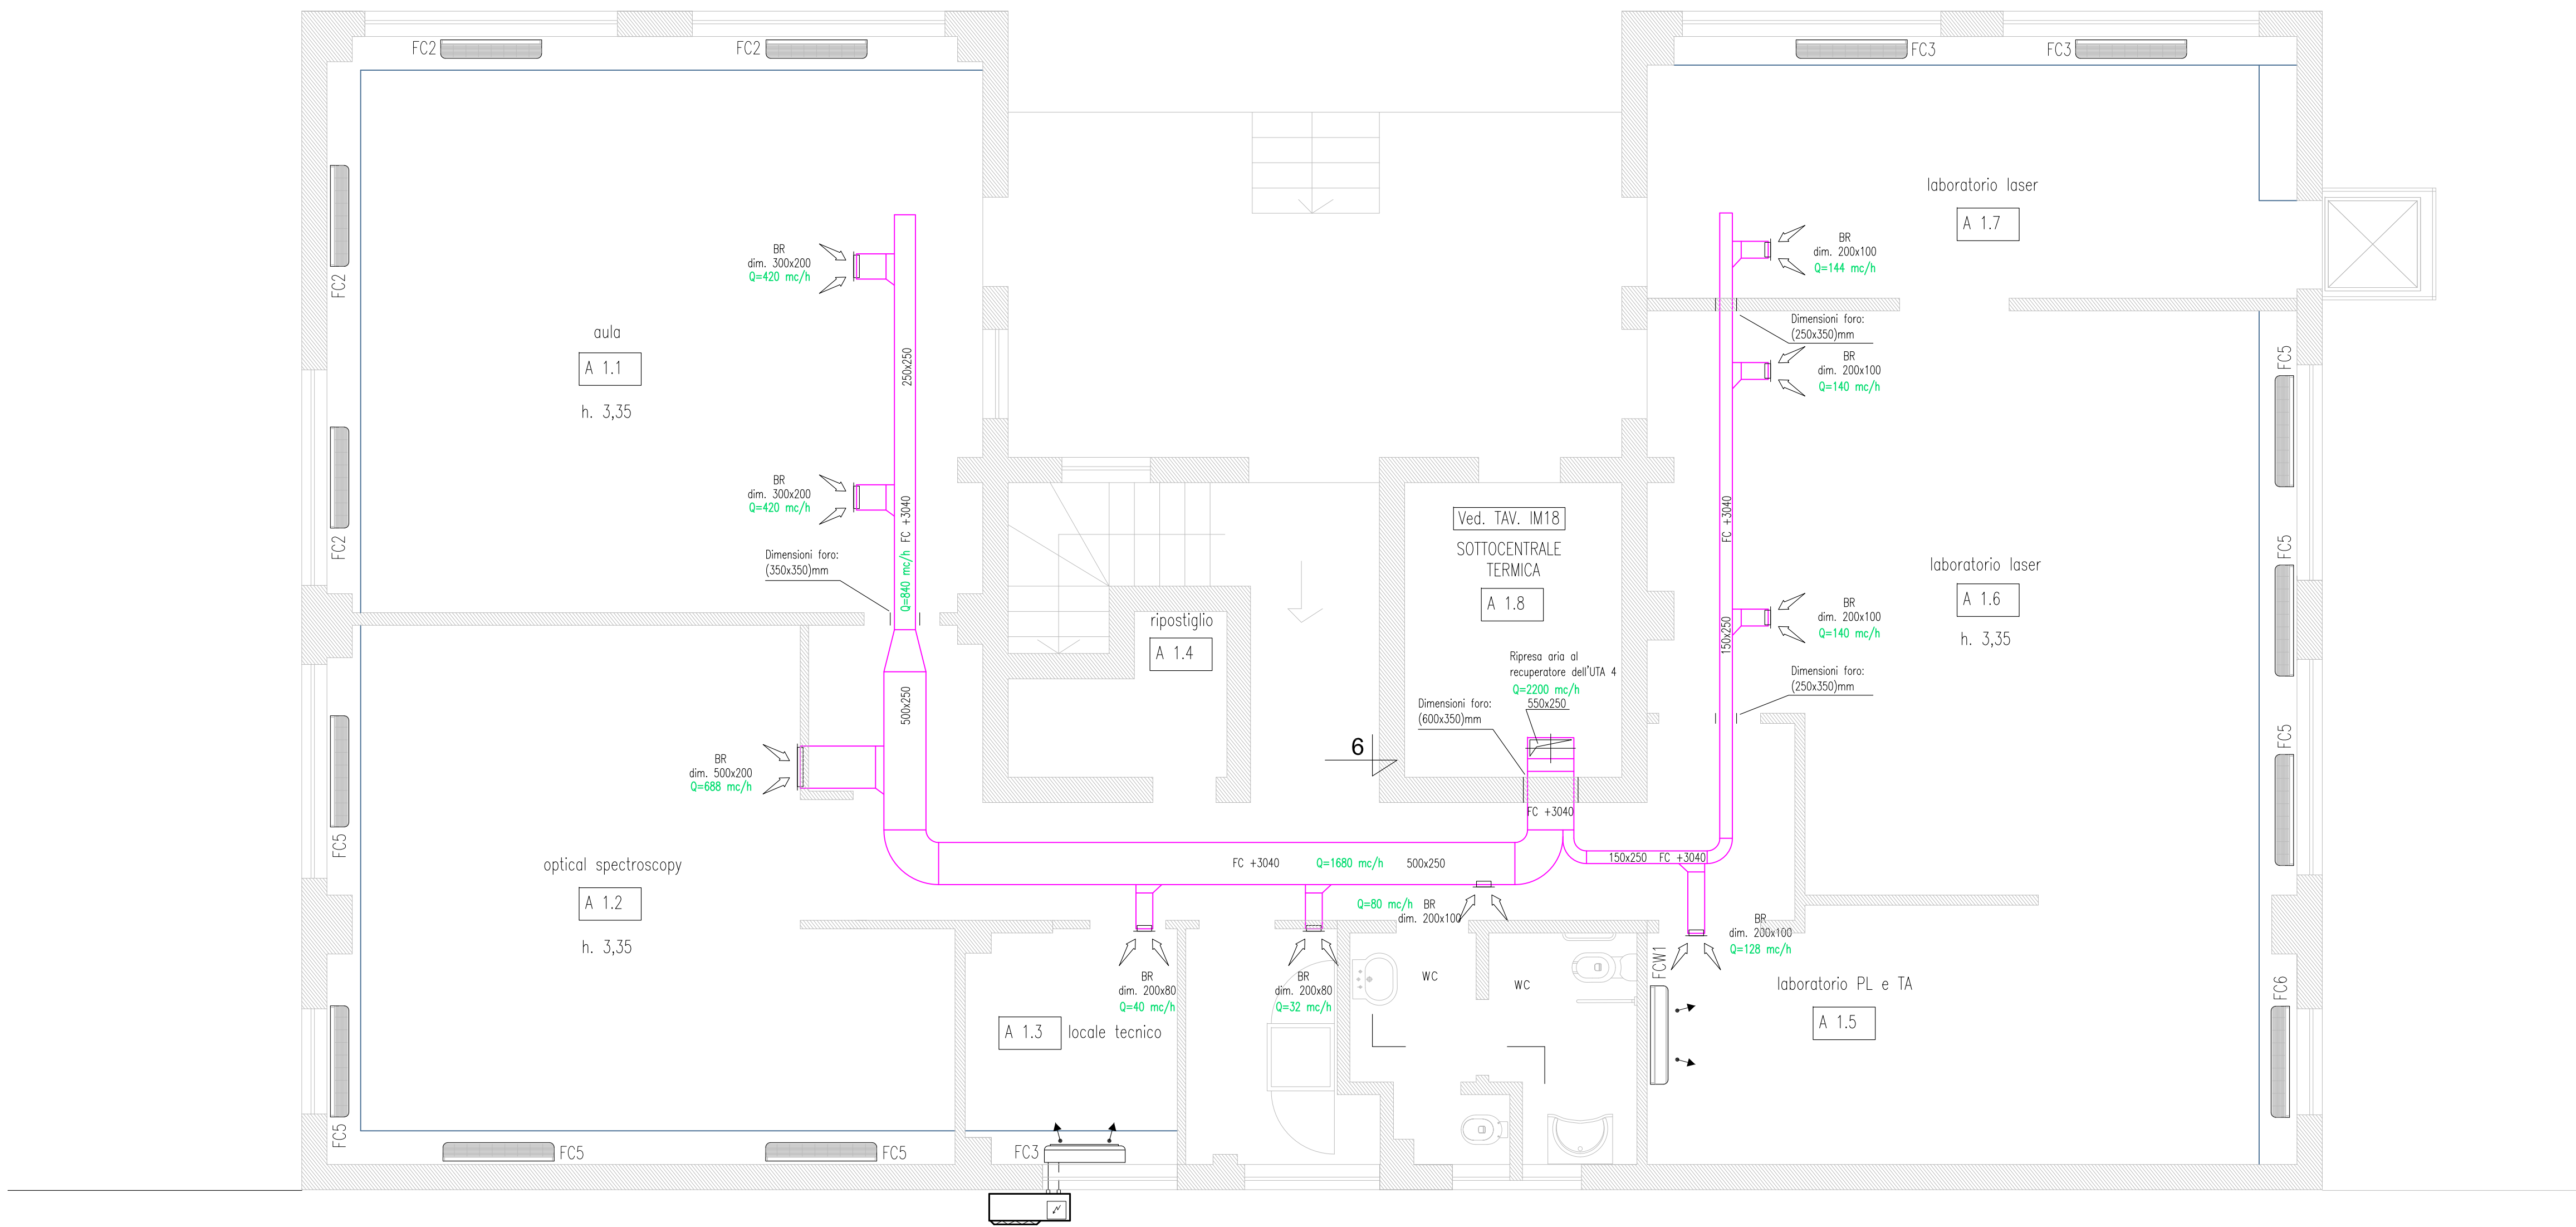 FC2
FC2
FC3
FC3
FC2
FC2
aula
A 1.1
h. 3,35
BR
dim. 300x200
Q=420 mc/h
250x250
FC +3040
Q=840 mc/h
BR
dim. 300x200
Q=420 mc/h
Dimensioni foro:
(350x350)mm
500x250
BR
dim. 500x200
Q=688 mc/h
optical spectroscopy
A 1.2
h. 3,35
FC5
FC5
FC5
FC5
ripostiglio
A 1.4
6
Ved. TAV. IM18
SOTTOCENTRALE
TERMICA
A 1.8
Ripresa aria al
recuperatore dell'UTA 4
Q=2200 mc/h
550x250
Dimensioni foro:
(600x350)mm
FC +3040
FC +3040
Q=1680 mc/h
500x250
150x250
FC +3040
Q=80 mc/h
BR
dim. 200x100
BR
dim. 200x80
Q=40 mc/h
BR
dim. 200x80
Q=32 mc/h
A 1.3
locale tecnico
FC3
WC
WC
FCW1
BR
dim. 200x100
Q=128 mc/h
laboratorio PL e TA
A 1.5
FC6
laboratorio laser
A 1.7
BR
dim. 200x100
Q=144 mc/h
Dimensioni foro:
(250x350)mm
BR
dim. 200x100
Q=140 mc/h
FC +3040
150x250
BR
dim. 200x100
Q=140 mc/h
Dimensioni foro:
(250x350)mm
laboratorio laser
A 1.6
h. 3,35
FC5
FC5
FC5